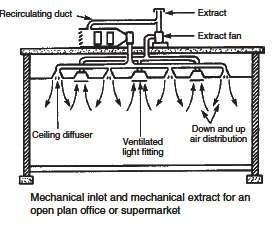 Recirculating duct
Extract
Extract fan
Ceiling diffuser
Ventilated
light fitting
Down and up
air distribution
Mechanical inlet and mechanical extract for an
open plan office or supermarket